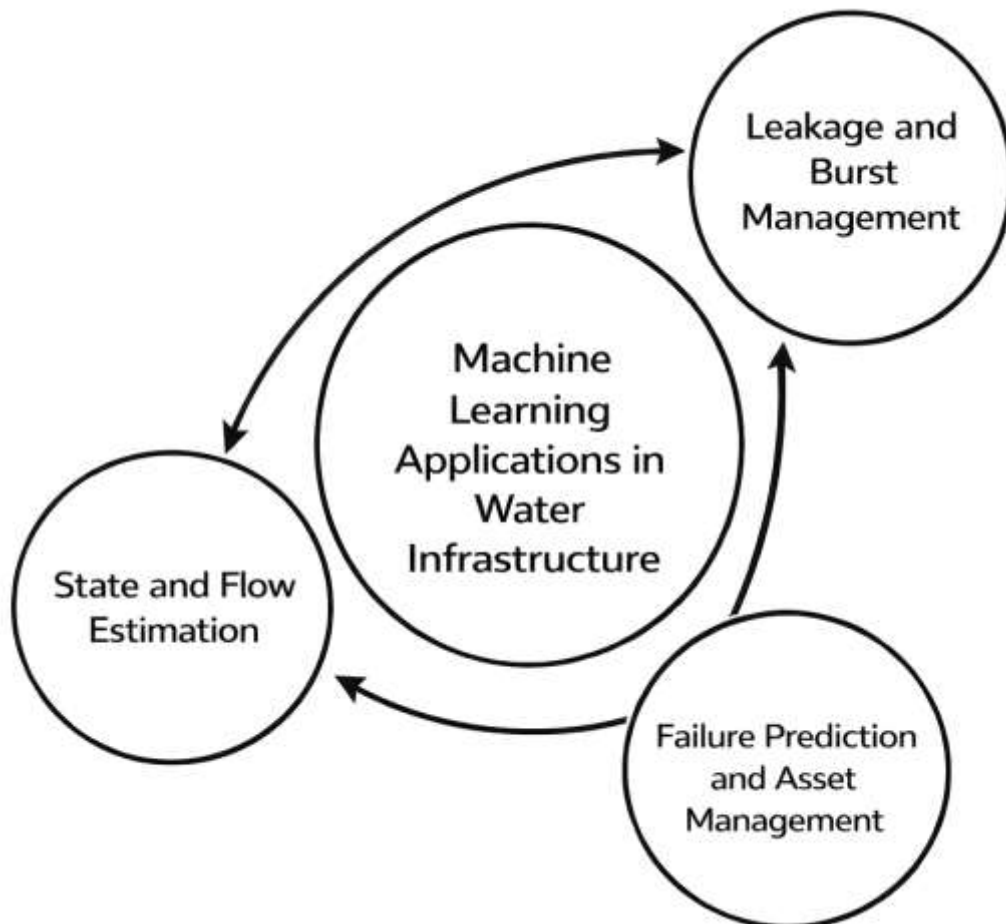 Leakage and
Burst
Management
Machine
Learning
Applications in
Water
Infrastructure
State and Flow
Estimation
Failure Prediction
and Asset
Management